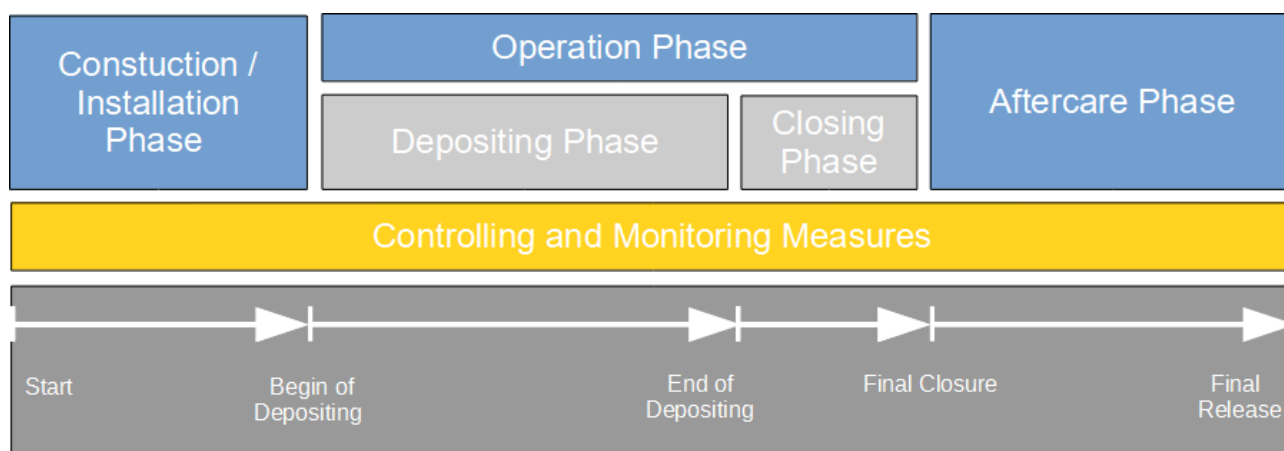 Constuction /
Installation
Phase
Operation Phase
Depositing Phase
Closing
Phase
Aftercare Phase
Controlling and Monitoring Measures
Start
Begin of
Depositing
End of
Depositing
Final Closure
Final
Release